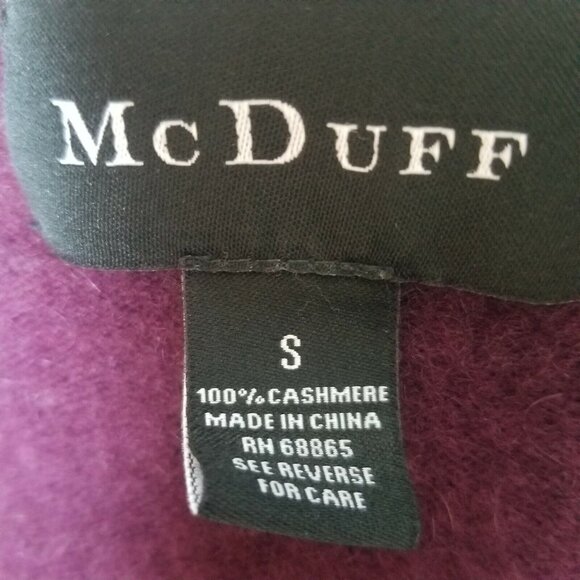 McDuff
S
100% CASHMERE
MADE IN CHINA
RN 68865
SEE REVERSE
FOR CARE